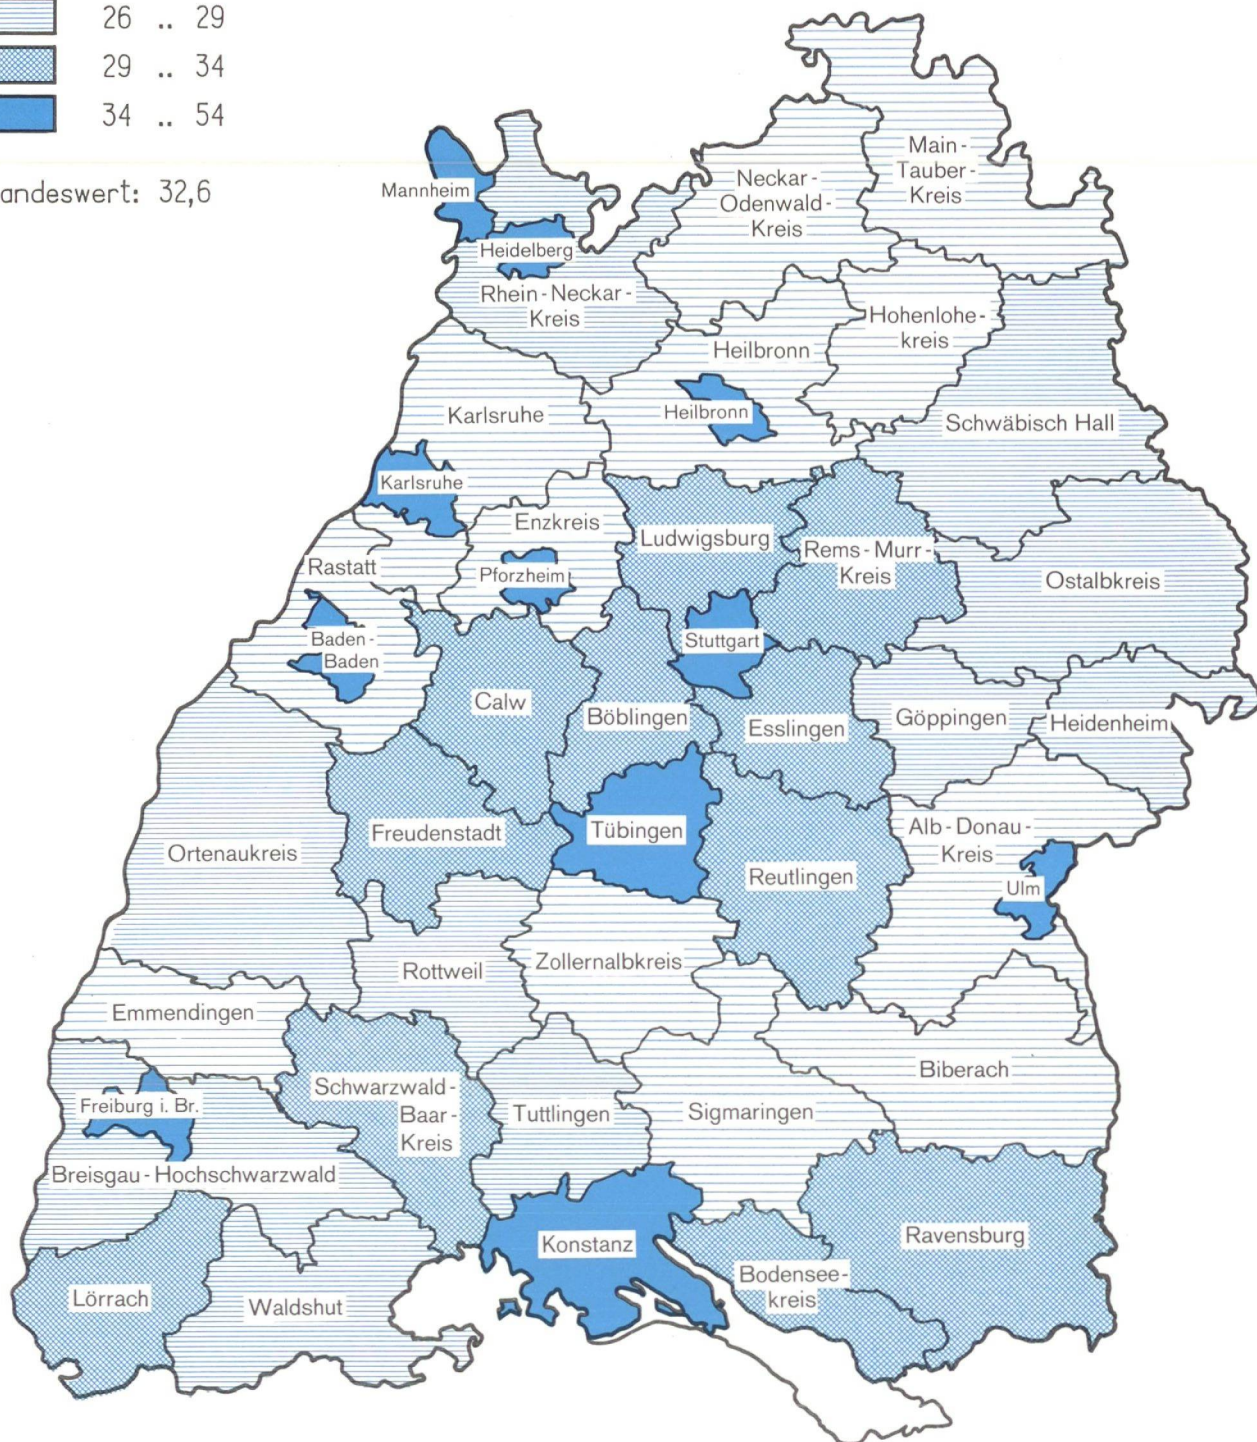 26 .. 29
29 .. 34
34 .. 54
andeswert: 32,6
Main-
Tauber-
Kreis
Neckar-
Odenwald-
Kreis
Mannheim
Heidelberg
Rhein-Neckar-
Kreis
Hohenlohe-
kreis
Heilbronn
Karlsruhe
Heilbronn
Schwäbisch Hall
Karlsruhe
Enzkreis
Ludwigsburg
Rems-Murr-
Kreis
Rastatt
Pforzheim
Ostalbkreis
Baden-
Baden
Stuttgart
Calw
Böblingen
Esslingen
Göppingen
Heidenheim
Freudenstadt
Tübingen
Alb-Donau-
Kreis
Ortenaukreis
Reutlingen
Ulm
Rottweil
Zollernalbkreis
Emmendingen
Biberach
Schwarzwald-
Baar-
Kreis
Freiburg i. Br.
Tuttlingen
Sigmaringen
Breisgau-Hochschwarzwald
Konstanz
Ravensburg
Bodensee-
kreis
Lörrach
Waldshut